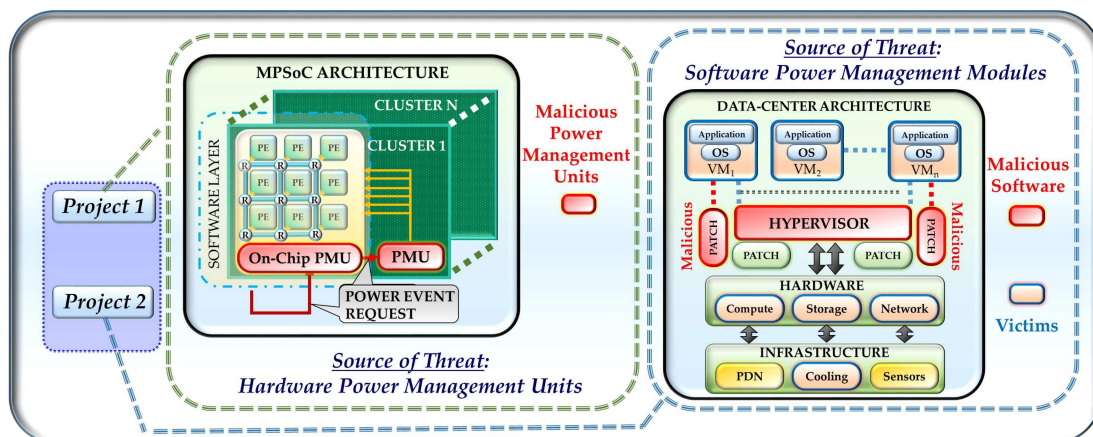 Project 1
Project 2
MPSoC ARCHITECTURE
CLUSTER N
CLUSTER 1
SOFTWARE LAYER
PE PE PE
R R R
PE PE PE
R R R
PE PE PE
R R R
On-Chip PMU
PMU
POWER EVENT
REQUEST
Malicious
Power
Management
Units
Source of Threat:
Hardware Power Management Units
Source of Threat:
Software Power Management Modules
DATA-CENTER ARCHITECTURE
Application
OS
VM1
Application
OS
VM2
Application
OS
VMn
Malicious
PATCH
HYPERVISOR
PATCH
Malicious
PATCH
PATCH
HARDWARE
Compute
Storage
Network
INFRASTRUCTURE
PDN
Cooling
Sensors
Malicious
Software
Victims